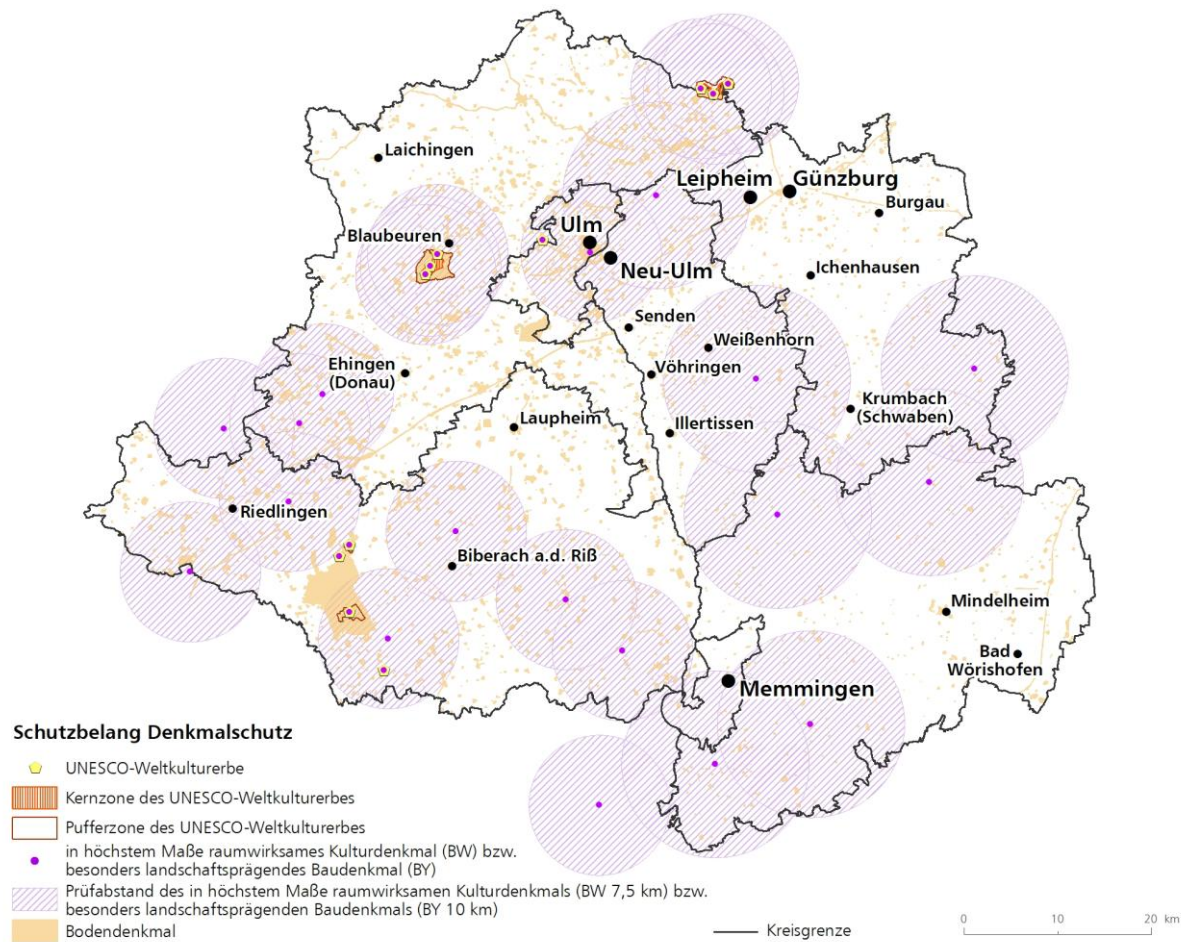 Laichingen
Leipheim
Günzburg
Burgau
Blaubeuren
Ulm
Neu-Ulm
Ichenhausen
Senden
Weißenhorn
Ehingen
(Donau)
Vöhringen
Krumbach
(Schwaben)
Laupheim
Illertissen
Riedlingen
Biberach a.d. Riß
Mindelheim
Bad
Wörishofen
Memmingen
Schutzbelang Denkmalschutz
UNESCO-Weltkulturerbe
Kernzone des UNESCO-Weltkulturerbes
Pufferzone des UNESCO-Weltkulturerbes
in höchstem Maße raumwirksames Kulturdenkmal (BW) bzw.
besonders landschaftsprägendes Baudenkmal (BY)
Prüfabstand des in höchstem Maße raumwirksamen Kulturdenkmals (BW 7,5 km) bzw.
besonders landschaftsprägenden Baudenkmals (BY 10 km)
Bodendenkmal
Kreisgrenze
0 10 20 km